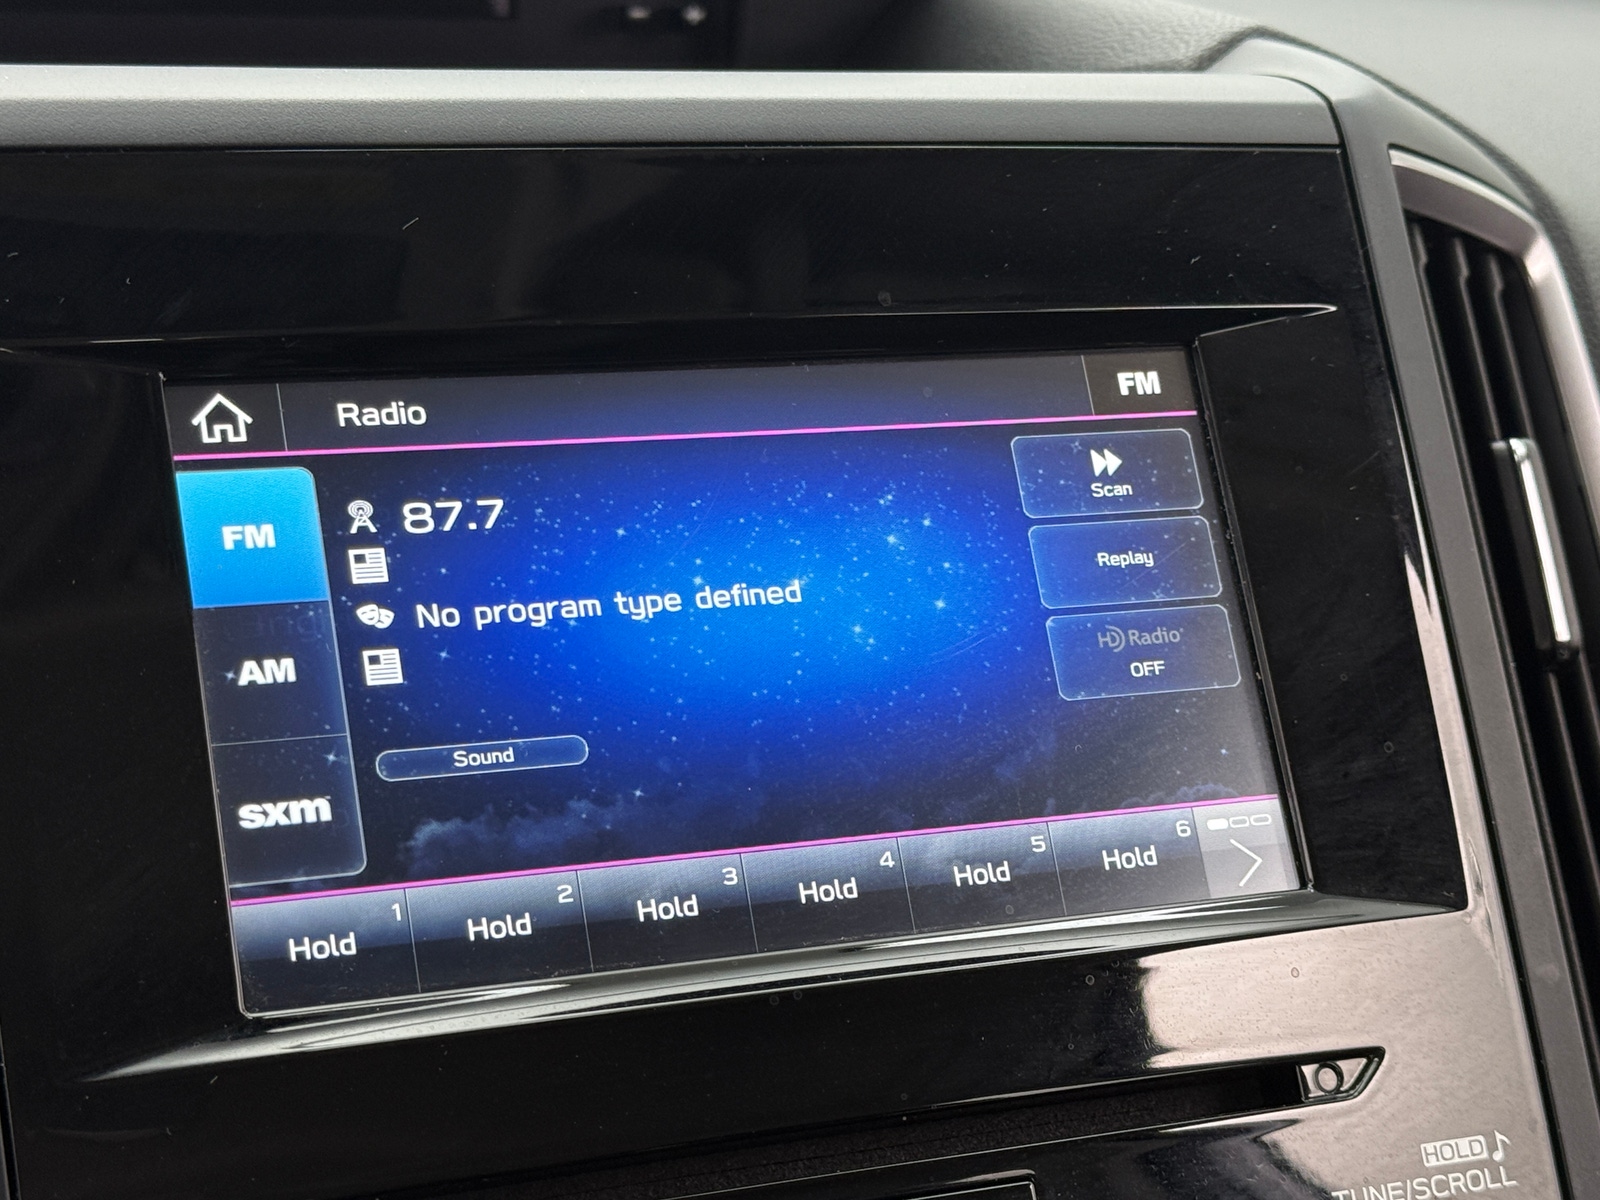 Radio
FM
FM
AM
sxm
87.7
No program type defined
Sound
Scan
Replay
HD Radio
OFF
1
Hold
2
Hold
3
Hold
4
Hold
5
Hold
6
Hold
HOLD
TUNE/SCROLL